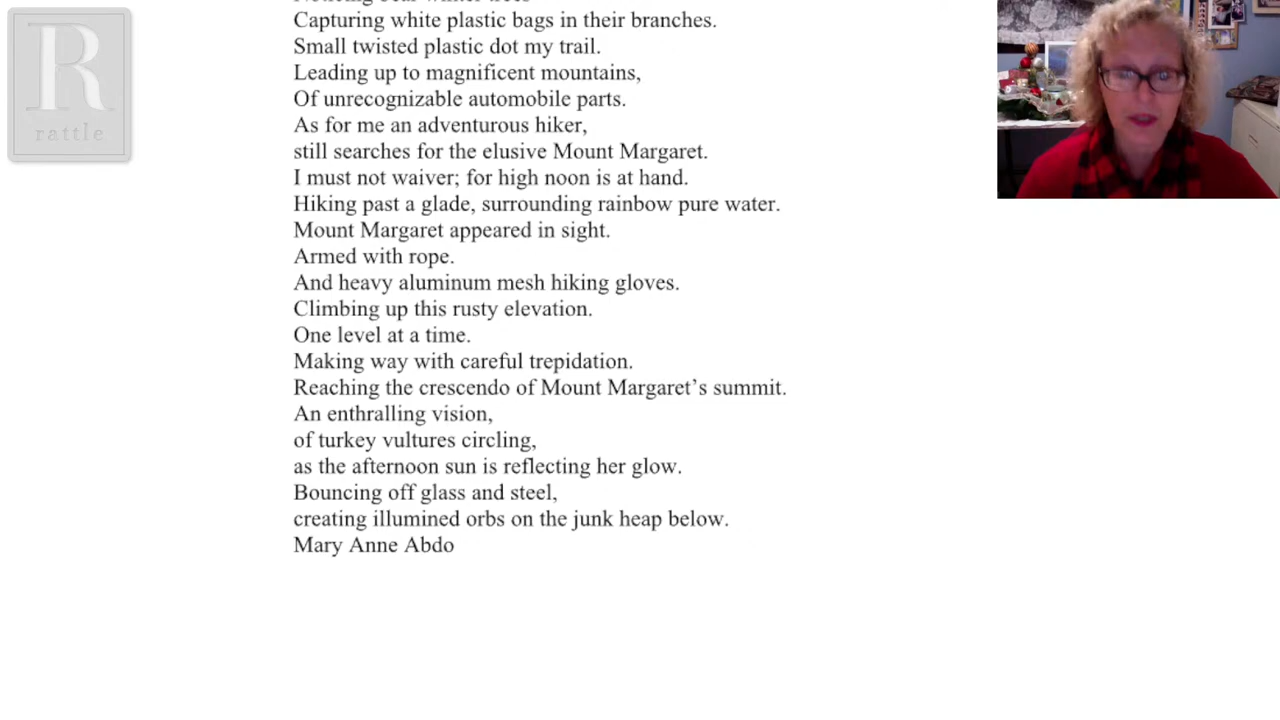 rattle
Capturing white plastic bags in their branches.
Small twisted plastic dot my trail.
Leading up to magnificent mountains,
Of unrecognizable automobile parts.
As for me an adventurous hiker,
still searches for the elusive Mount Margaret.
I must not waiver; for high noon is at hand.
Hiking past a glade, surrounding rainbow pure water.
Mount Margaret appeared in sight.
Armed with rope.
And heavy aluminum mesh hiking gloves.
Climbing up this rusty elevation.
One level at a time.
Making way with careful trepidation.
Reaching the crescendo of Mount Margaret’s summit.
An enthralling vision,
of turkey vultures circling,
as the afternoon sun is reflecting her glow.
Bouncing off glass and steel,
creating illumined orbs on the junk heap below.
Mary Anne Abdo